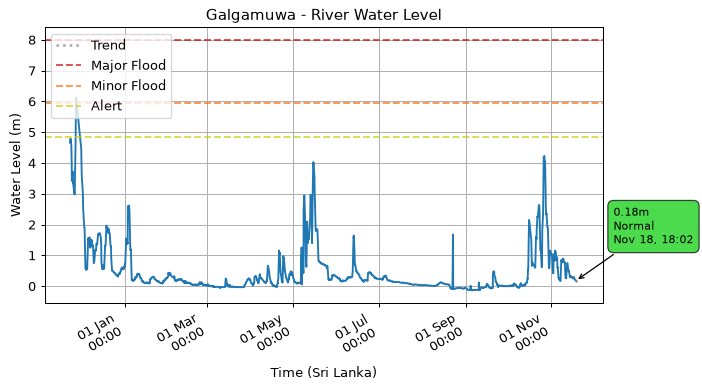 Galgamuwa - River Water Level
Water Level (m)
8
7
6
5
4
3
2
1
0
Trend
Major Flood
Minor Flood
Alert
0.18m
Normal
Nov 18, 18:02
01 Jan
00:00
01 Mar
00:00
01 May
00:00
01 Jul
00:00
01 Sep
00:00
01 Nov
00:00
Time (Sri Lanka)